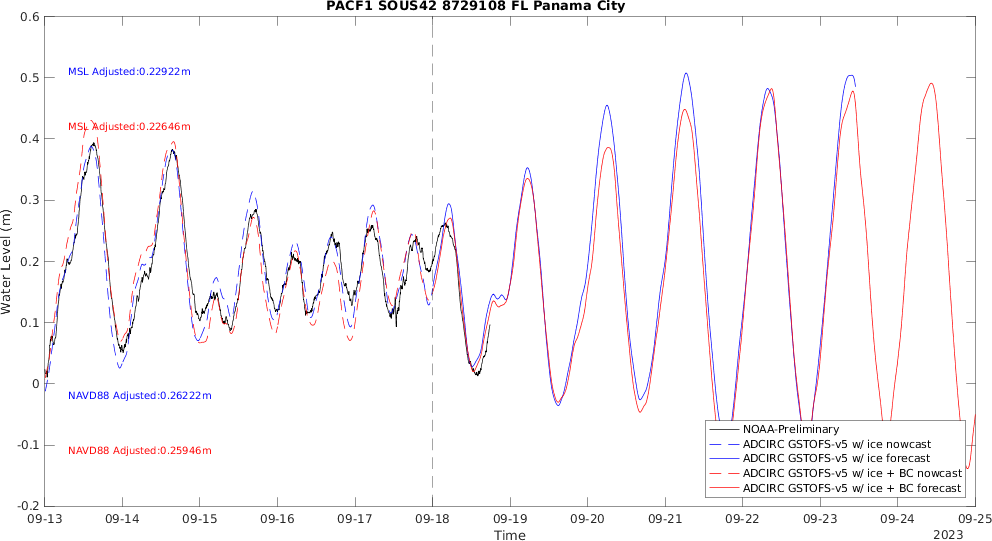 PACF1 SOUS42 8729108 FL Panama City
0.6
0.5
0.4
0.3
0.2
0.1
0
-0.1
-0.2
Water Level (m)
MSL Adjusted:0.22922m
MSL Adjusted:0.22646m
NAVD88 Adjusted:0.26222m
NAVD88 Adjusted:0.25946m
NOAA-Preliminary
ADCIRC GSTOFS-v5 w/ ice nowcast
ADCIRC GSTOFS-v5 w/ ice forecast
ADCIRC GSTOFS-v5 w/ ice + BC nowcast
ADCIRC GSTOFS-v5 w/ ice + BC forecast
09-13 09-14 09-15 09-16 09-17 09-18 09-19 09-20 09-21 09-22 09-23 09-24 09-25
Time
2023